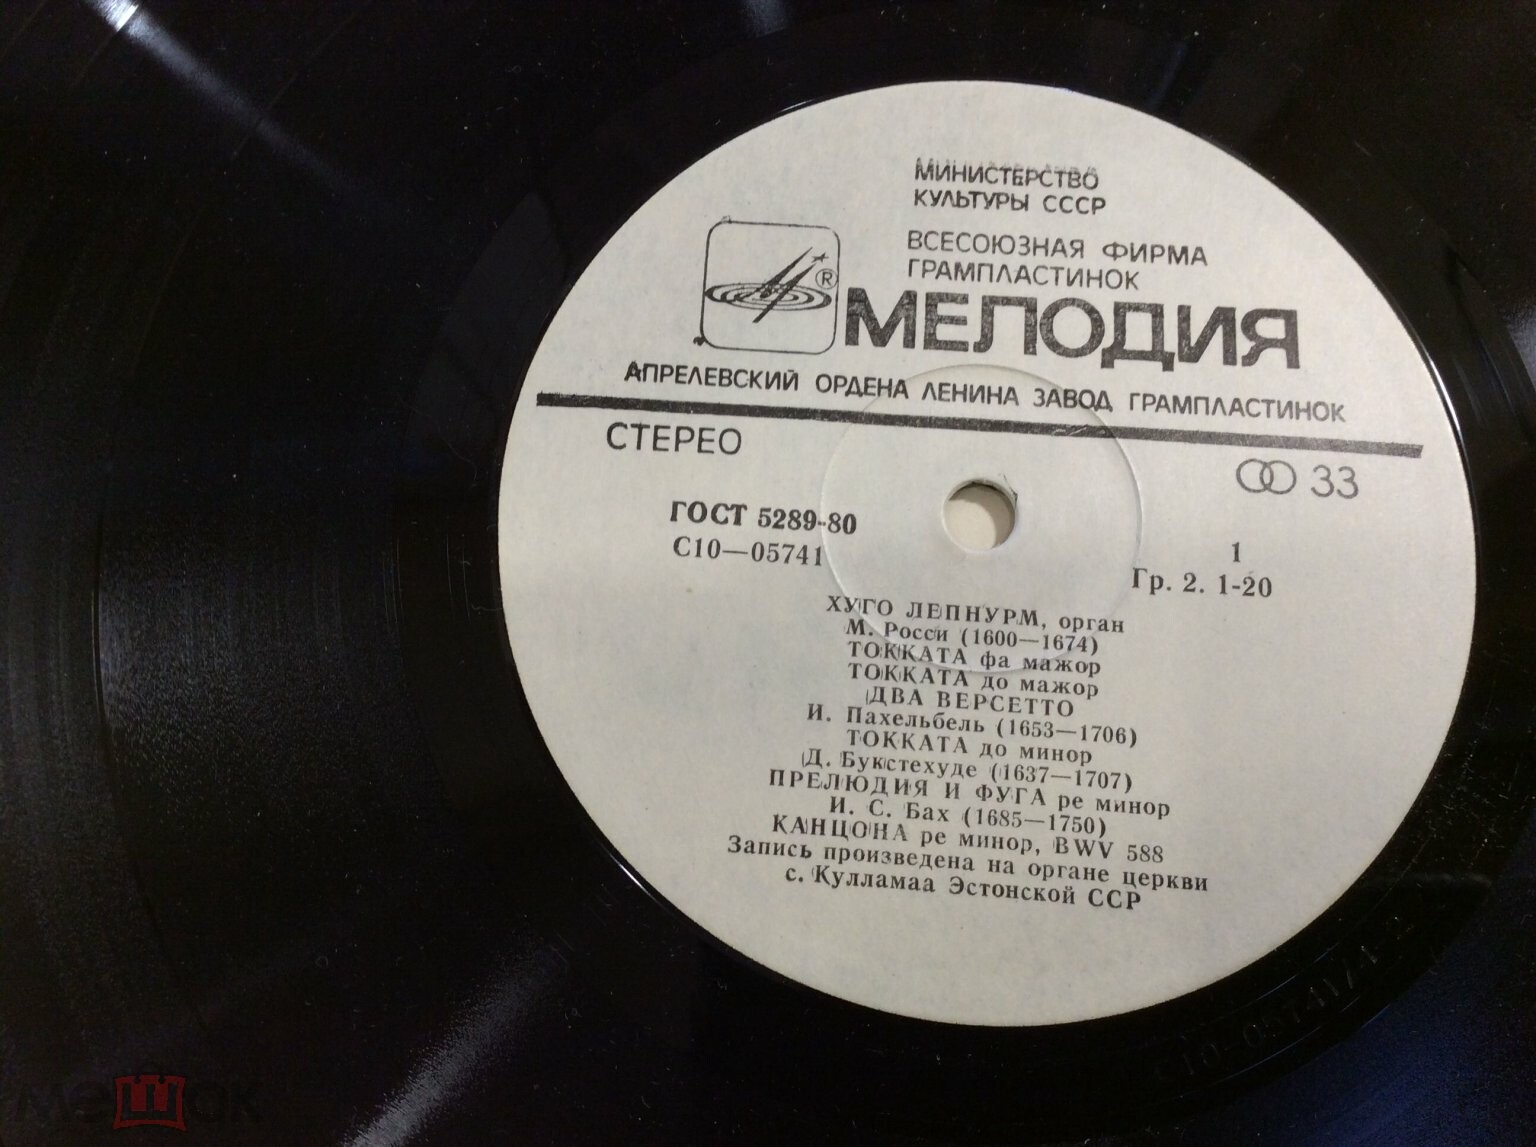 МИНИСТЕРСТВО
КУЛЬТУРЫ СССР
ВСЕСОЮЗНАЯ ФИРМА
ГРАМПЛАСТИНОК
®
МЕЛОДИЯ
АПРЕЛЕВСКИЙ ОРДЕНА ЛЕНИНА ЗАВОД ГРАМПЛАСТИНОК
СТЕРЕО
33
ГОСТ 5289-80
С10—05741
1
Гр. 2. 1-20
ХУГО ЛЕПНУРМ, орган
М. Росси (1600—1674)
ТОККАТА фа мажор
ТОККАТА до мажор
ДВА ВЕРСЕТТО
И. Пахельбель (1653—1706)
ТОККАТА до минор
Д. Букстехуде (1637—1707)
ПРЕЛЮДИЯ И ФУГА ре минор
И. С. Бах (1685—1750)
КАНЦОНА ре минор, BWV 588
Запись произведена на органе церкви
с. Кулламаа Эстонской ССР
мешок